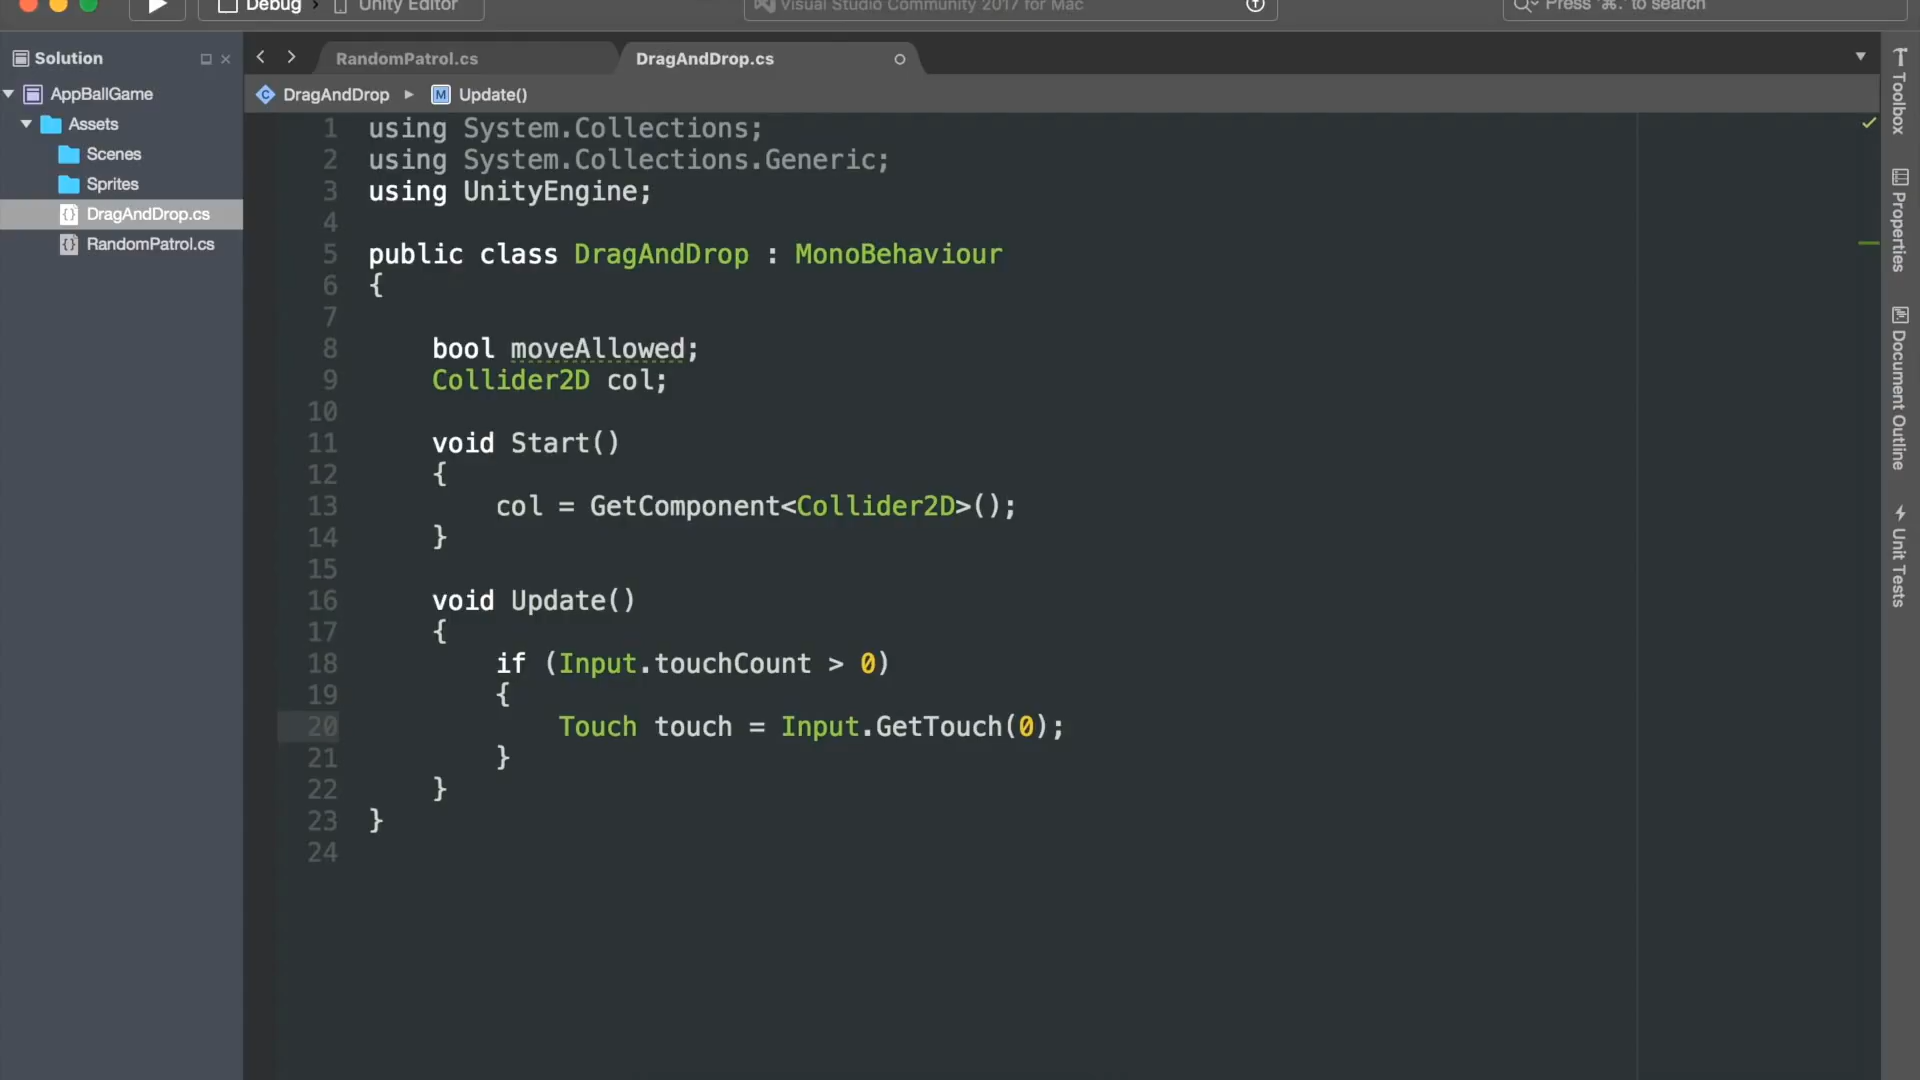 Debug › Unity Editor
Visual Studio Community 2017 for Mac
Press '⌘.' to search
Solution
RandomPatrol.cs
DragAndDrop.cs
AppBallGame
Assets
Scenes
Sprites
DragAndDrop.cs
RandomPatrol.cs
DragAndDrop ▸ M Update()
1 using System.Collections;
2 using System.Collections.Generic;
3 using UnityEngine;
4
5 public class DragAndDrop : MonoBehaviour
6 {
7
8 bool moveAllowed;
9 Collider2D col;
10
11 void Start()
12 {
13 col = GetComponent<Collider2D>();
14 }
15
16 void Update()
17 {
18 if (Input.touchCount > 0)
19 {
20 Touch touch = Input.GetTouch(0);
21 }
22 }
23 }
24
Toolbox
Properties
Document Outline
Unit Tests